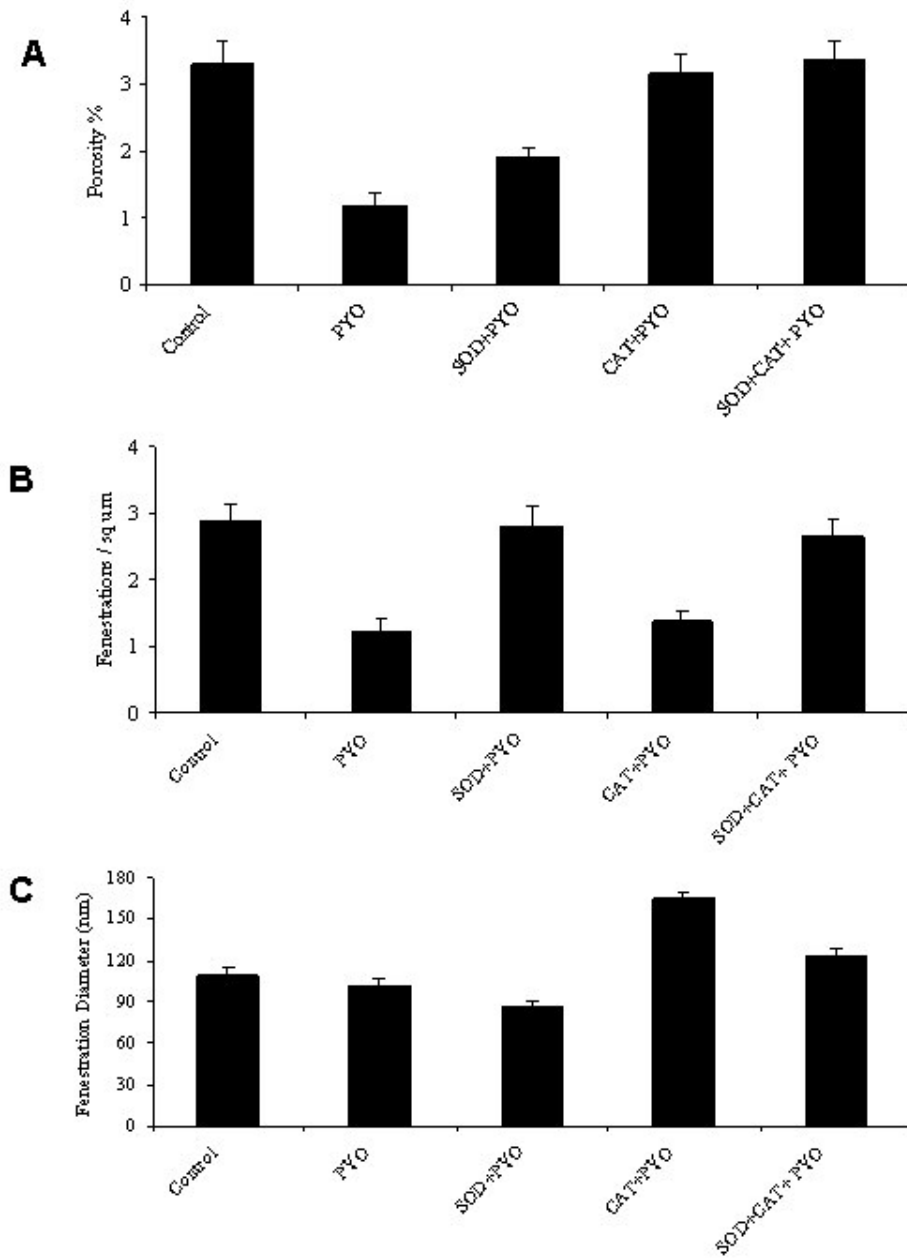 A
4
3
2
1
0
Porosity %
Control
PYO
SOD+PYO
CAT+PYO
SOD+CAT+ PYO
B
4
3
2
1
0
Fenestrations / sq um
Control
PYO
SOD+PYO
CAT+PYO
SOD+CAT+ PYO
C
180
150
120
90
60
30
0
Fenestration Diameter (nm)
Control
PYO
SOD+PYO
CAT+PYO
SOD+CAT+ PYO